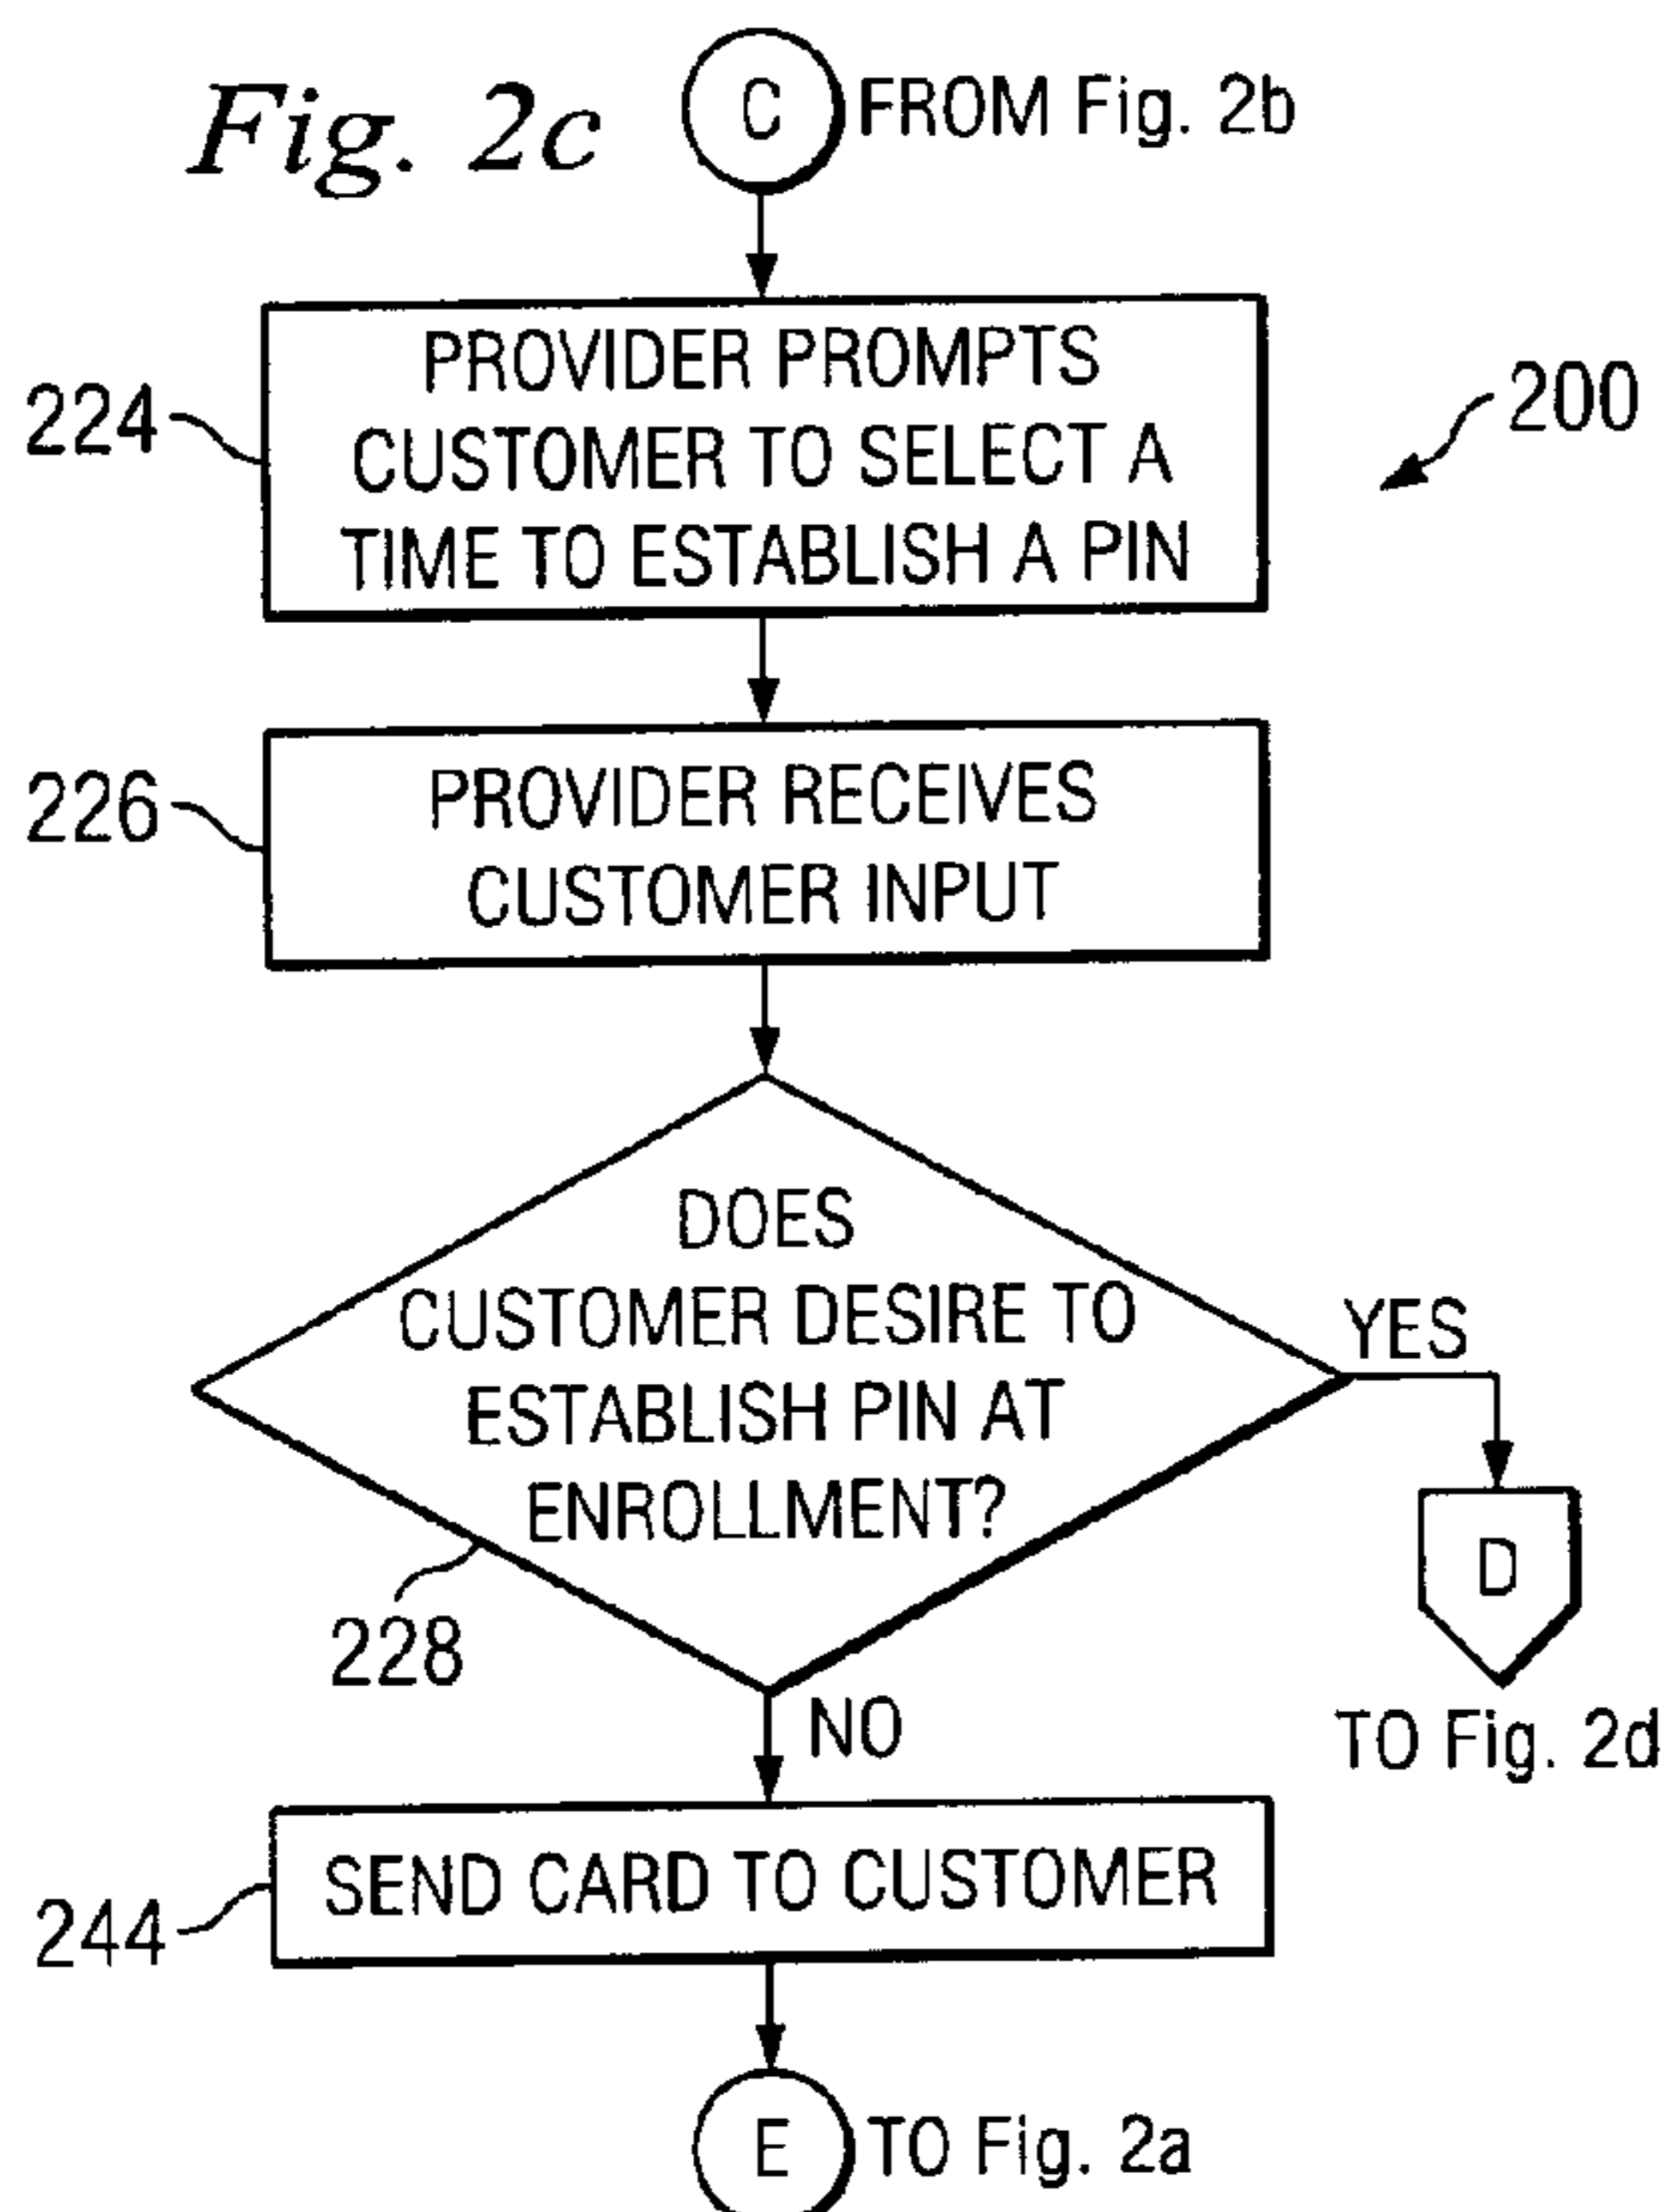 Fig. 2c
C
FROM Fig. 2b
224
PROVIDER PROMPTS
CUSTOMER TO SELECT A
TIME TO ESTABLISH A PIN
200
226
PROVIDER RECEIVES
CUSTOMER INPUT
DOES
CUSTOMER DESIRE TO
ESTABLISH PIN AT
ENROLLMENT?
YES
228
D
TO Fig. 2d
NO
244
SEND CARD TO CUSTOMER
E
TO Fig. 2a